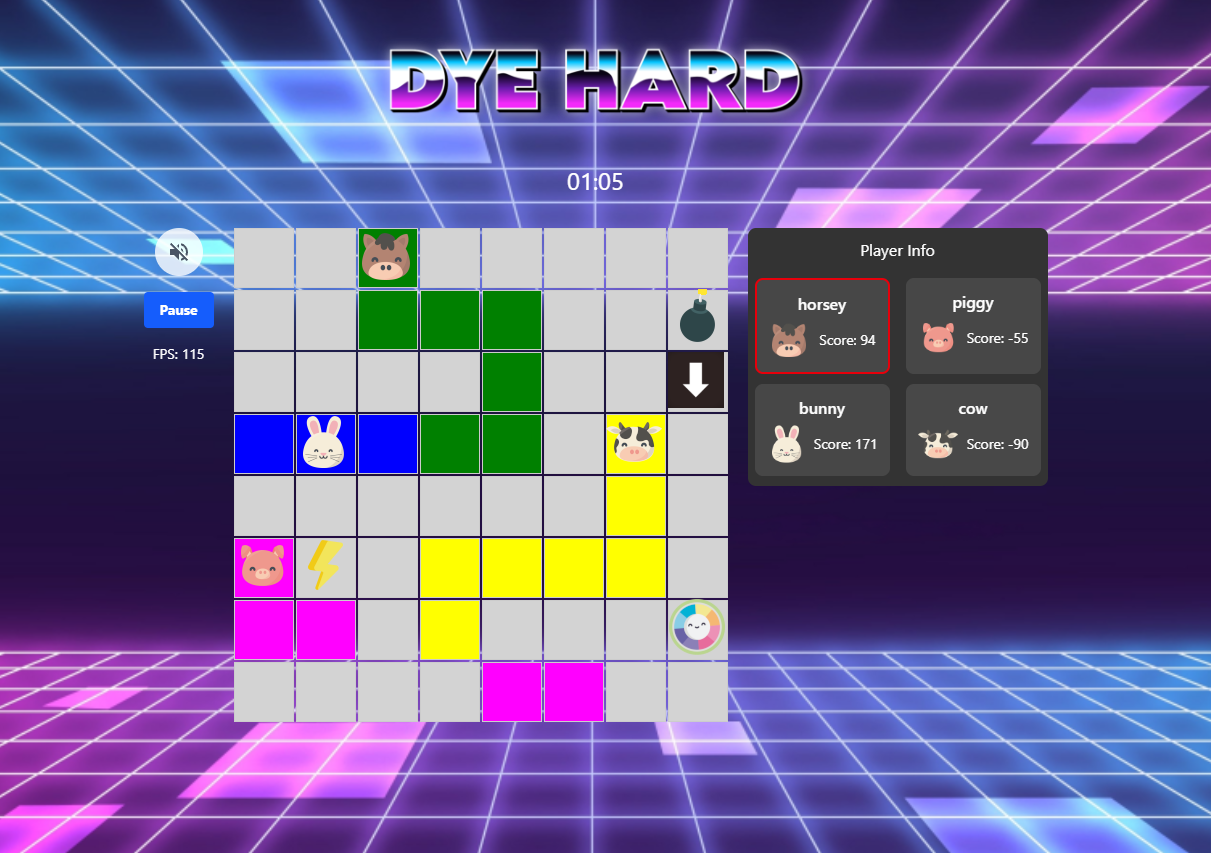 DYE HARD
01:05
Pause
FPS: 115
Player Info
horsey
Score: 94
piggy
Score: -55
bunny
Score: 171
cow
Score: -90